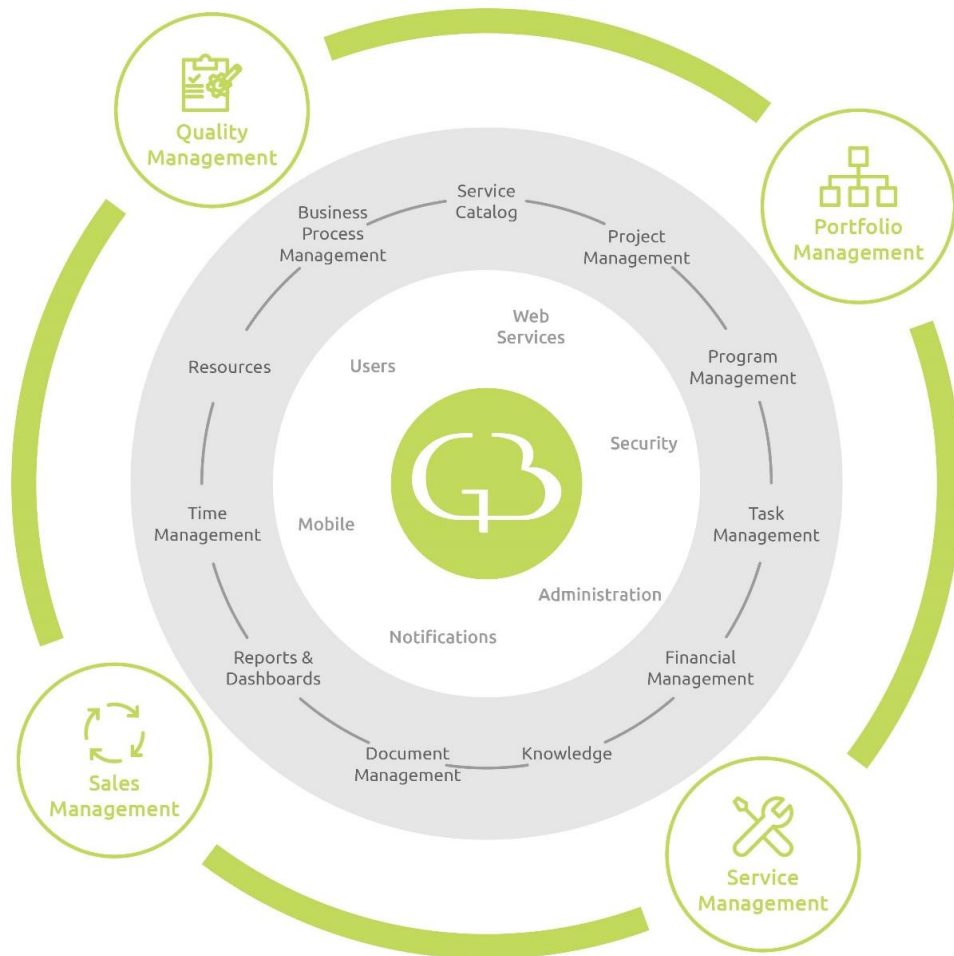 Quality
Management
Portfolio
Management
Service
Management
Sales
Management
Service
Catalog
Project
Management
Program
Management
Task
Management
Financial
Management
Knowledge
Document
Management
Reports &
Dashboards
Time
Management
Resources
Business
Process
Management
Web
Services
Security
Administration
Notifications
Mobile
Users
GB